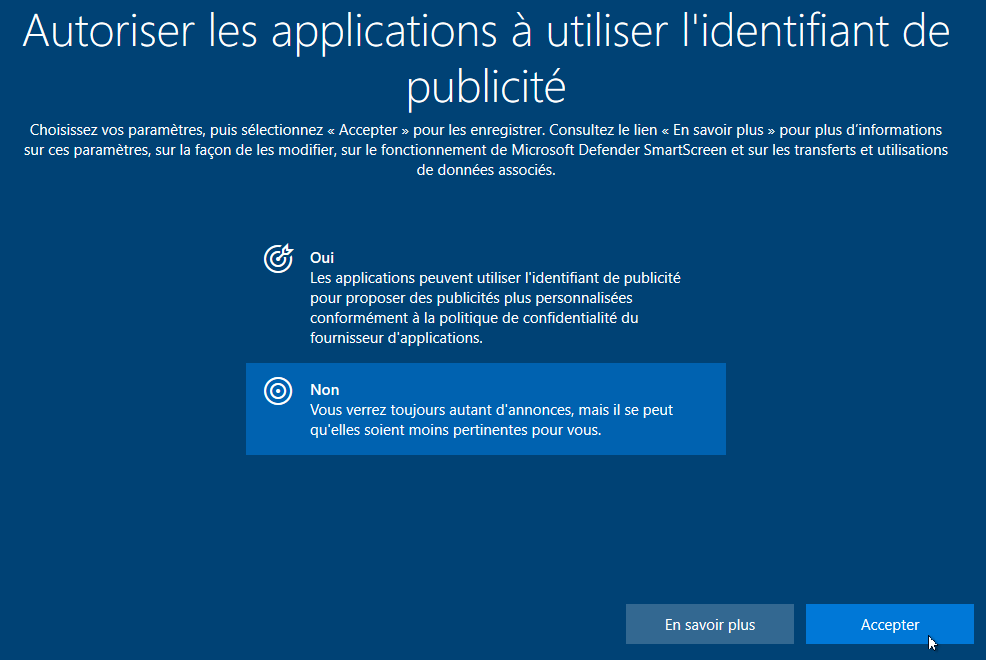 Autoriser les applications à utiliser l'identifiant de
publicité
Choisissez vos paramètres, puis sélectionnez « Accepter » pour les enregistrer. Consultez le lien « En savoir plus » pour plus d'informations
sur ces paramètres, sur la façon de les modifier, sur le fonctionnement de Microsoft Defender SmartScreen et sur les transferts et utilisations
de données associés.
Oui
Les applications peuvent utiliser l'identifiant de publicité
pour proposer des publicités plus personnalisées
conformément à la politique de confidentialité du
fournisseur d'applications.
Non
Vous verrez toujours autant d'annonces, mais il se peut
qu'elles soient moins pertinentes pour vous.
En savoir plus
Accepter